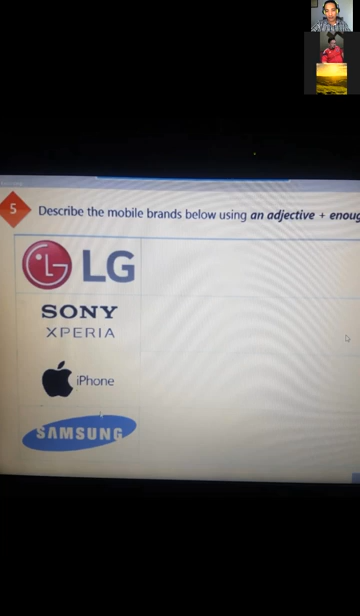 5
Describe the mobile brands below using an adjective + enoug
LG
SONY
XPERIA
iPhone
SAMSUNG